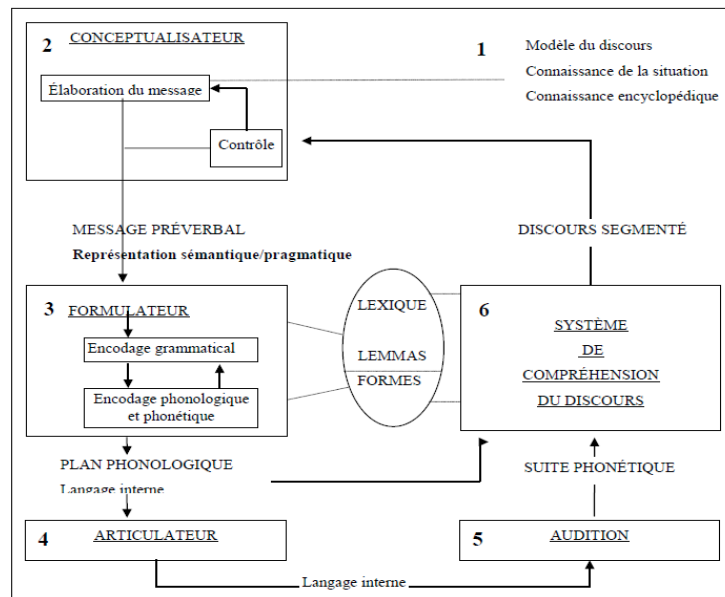 2 CONCEPTUALISATEUR
Élaboration du message
Contrôle
1 Modèle du discours
Connaissance de la situation
Connaissance encyclopédique
MESSAGE PRÉVERBAL
Représentation sémantique/pragmatique
DISCOURS SEGMENTÉ
3 FORMULATEUR
Encodage grammatical
Encodage phonologique
et phonétique
LEXIQUE
LEMMAS
FORMES
6
SYSTÈME
DE
COMPRÉHENSION
DU DISCOURS
PLAN PHONOLOGIQUE
Langage interne
SUITE PHONÉTIQUE
4 ARTICULATEUR
5 AUDITION
Langage interne